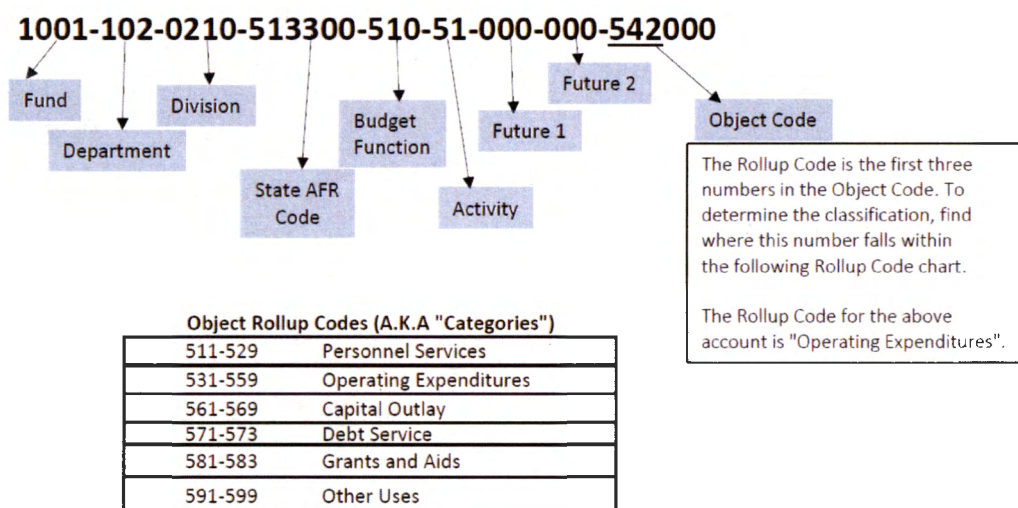 1001-102-0210-513300-510-51-000-000-542000
Fund
Department
Division
State AFR
Code
Budget
Function
Activity
Future 1
Future 2
Object Code
The Rollup Code is the first three
numbers in the Object Code. To
determine the classification, find
where this number falls within
the following Rollup Code chart.
The Rollup Code for the above
account is "Operating Expenditures".
Object Rollup Codes (A.K.A "Categories")
511-529 Personnel Services
531-559 Operating Expenditures
561-569 Capital Outlay
571-573 Debt Service
581-583 Grants and Aids
591-599 Other Uses